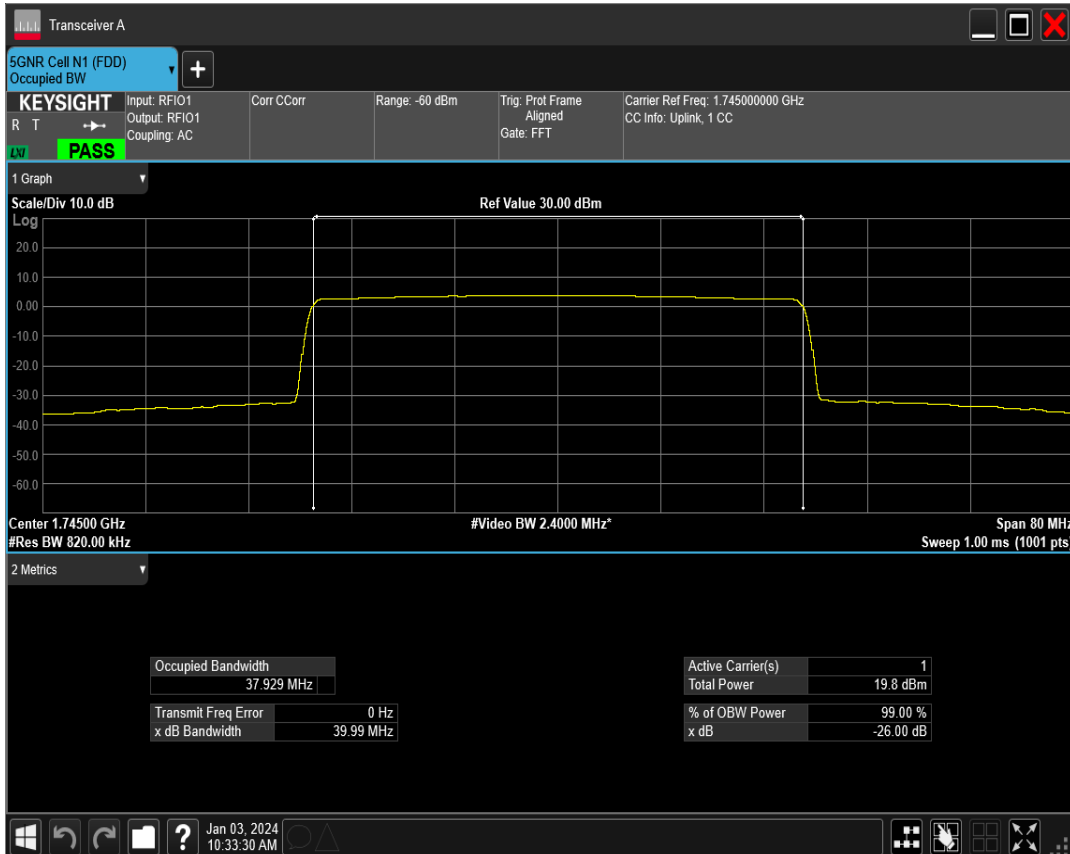 Transceiver A
5GNR Cell N1 (FDD)
Occupied BW
+
KEYSIGHT
R T
LXI
PASS
Input: RFIO1
Output: RFIO1
Coupling: AC
Corr CCorr
Range: -60 dBm
Trig: Prot Frame
Aligned
Gate: FFT
Carrier Ref Freq: 1.745000000 GHz
CC Info: Uplink, 1 CC
1 Graph
Scale/Div 10.0 dB
Ref Value 30.00 dBm
Log
20.0
10.0
0.00
-10.0
-20.0
-30.0
-40.0
-50.0
-60.0
Center 1.74500 GHz
#Video BW 2.4000 MHz*
Span 80 MHz
#Res BW 820.00 kHz
Sweep 1.00 ms (1001 pts)
2 Metrics
Occupied Bandwidth
37.929 MHz
Transmit Freq Error 0 Hz
x dB Bandwidth 39.99 MHz
Active Carrier(s) 1
Total Power 19.8 dBm
% of OBW Power 99.00 %
x dB -26.00 dB
?
Jan 03, 2024
10:33:30 AM